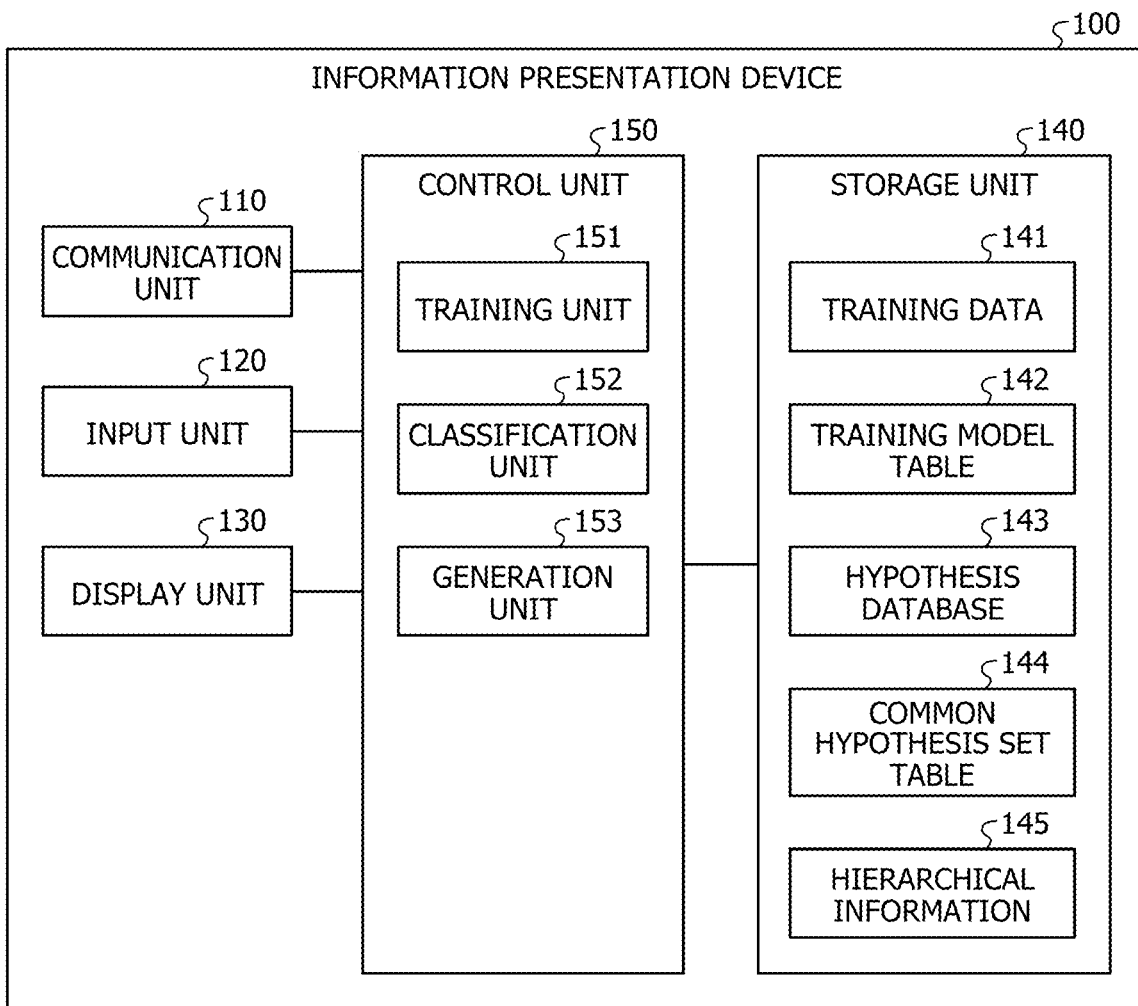 100
INFORMATION PRESENTATION DEVICE
110
COMMUNICATION
UNIT
120
INPUT UNIT
130
DISPLAY UNIT
150
CONTROL UNIT
151
TRAINING UNIT
152
CLASSIFICATION
UNIT
153
GENERATION
UNIT
140
STORAGE UNIT
141
TRAINING DATA
142
TRAINING MODEL
TABLE
143
HYPOTHESIS
DATABASE
144
COMMON
HYPOTHESIS SET
TABLE
145
HIERARCHICAL
INFORMATION